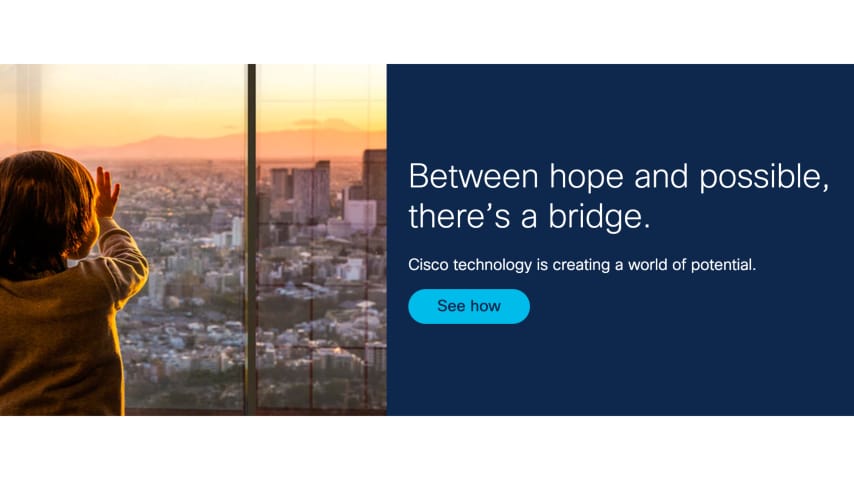 Between hope and possible,
there’s a bridge.
Cisco technology is creating a world of potential.
See how